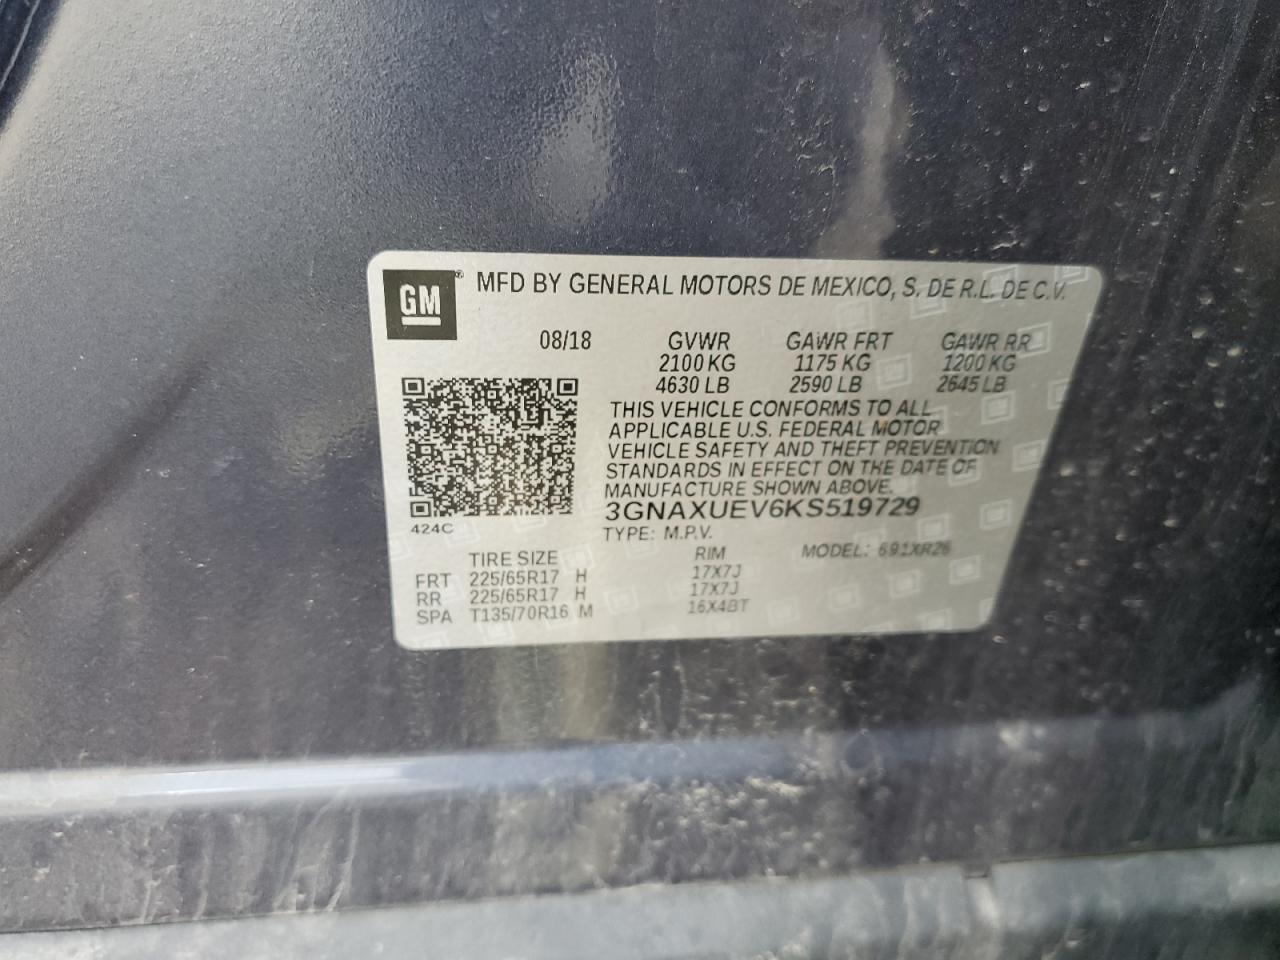 GM® MFD BY GENERAL MOTORS DE MEXICO, S. DE R.L. DE C.V.
08/18 GVWR GAWR FRT GAWR RR
2100 KG 1175 KG 1200 KG
4630 LB 2590 LB 2645 LB
THIS VEHICLE CONFORMS TO ALL
APPLICABLE U.S. FEDERAL MOTOR
VEHICLE SAFETY AND THEFT PREVENTION
STANDARDS IN EFFECT ON THE DATE OF
MANUFACTURE SHOWN ABOVE.
3GNAXUEV6KS519729
424C TYPE: M.P.V.
TIRE SIZE RIM MODEL: 691XR26
FRT 225/65R17 H 17X7J
RR 225/65R17 H 17X7J
SPA T135/70R16 M 16X4BT